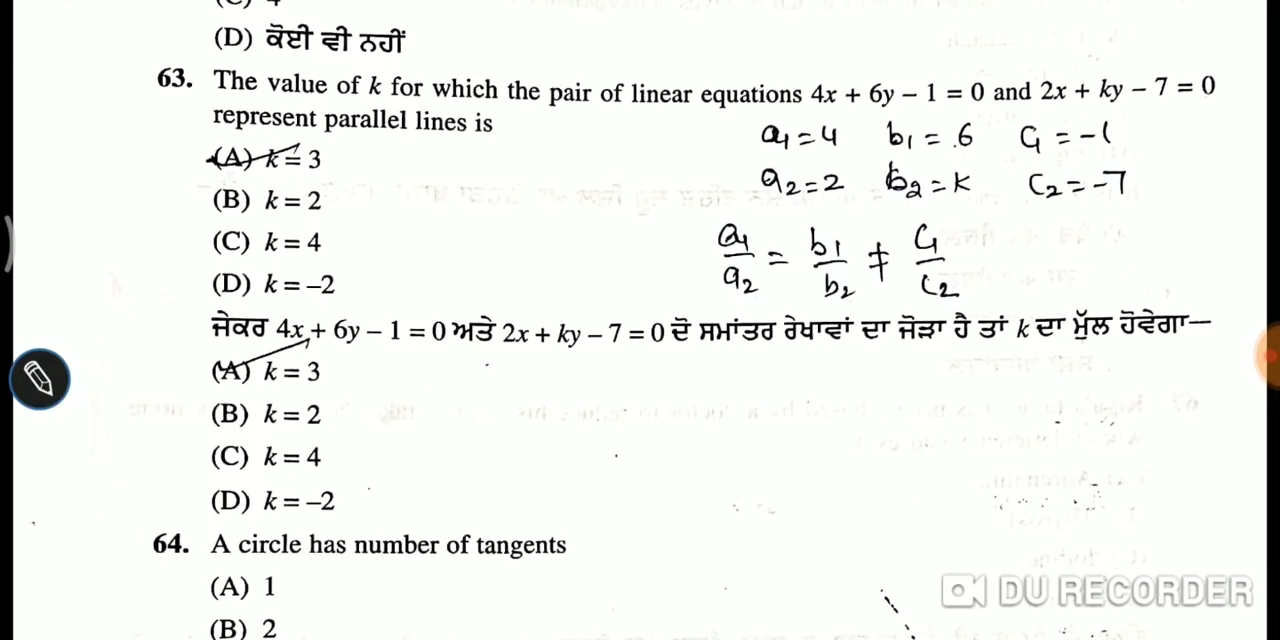 (C) 4
(D) ਕੋਈ ਵੀ ਨਹੀਂ
63. The value of k for which the pair of linear equations 4x + 6y – 1 = 0 and 2x + ky – 7 = 0
represent parallel lines is
a1 = 4 b1 = 6 C1 = -1
(A) k = 3
a2 = 2 b2 = k C2 = -7
(B) k = 2
(C) k = 4
a1/a2 = b1/b2 ≠ C1/C2
(D) k = –2
ਜੇਕਰ 4x + 6y – 1 = 0 ਅਤੇ 2x + ky – 7 = 0 ਦੋ ਸਮਾਂਤਰ ਰੇਖਾਵਾਂ ਦਾ ਜੋੜਾ ਹੈ ਤਾਂ k ਦਾ ਮੁੱਲ ਹੋਵੇਗਾ—
(A) k = 3
(B) k = 2
(C) k = 4
(D) k = –2
64. A circle has number of tangents
(A) 1
DU RECORDER
(B) 2